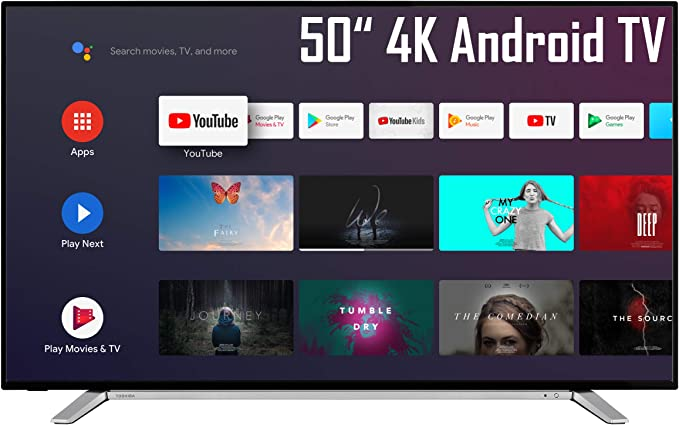 50“ 4K Android TV
Search movies, TV, and more
Apps
YouTube
Google Play
Movies & TV
Google Play
Store
YouTube Kids
Google Play
Music
TV
Google Play
Games
YouTube
Play Next
THE
FAIRY
MY
CRAZY
ONE
DEEP
Play Movies & TV
JOURNEY
TUMBLE
DRY
THE COMEDIAN
THE SOURC
TOSHIBA